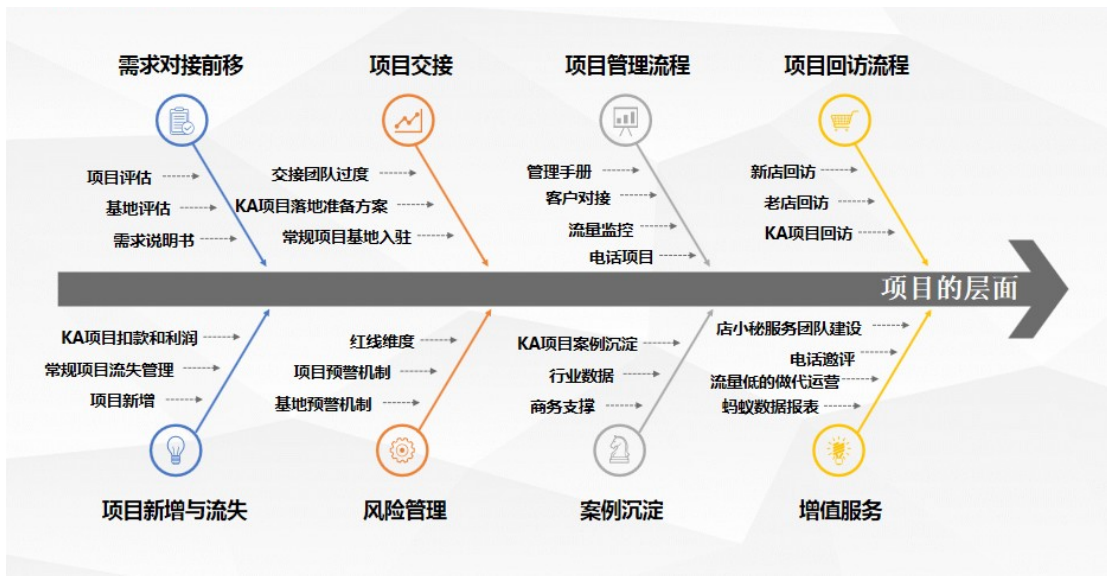 需求对接前移
项目交接
项目管理流程
项目回访流程
项目评估
基地评估
需求说明书
交接团队过度
KA项目落地准备方案
常规项目基地入驻
管理手册
客户对接
流量监控
电话项目
新店回访
老店回访
KA项目回访
项目的层面
KA项目扣款和利润
常规项目流失管理
项目新增
红线维度
项目预警机制
基地预警机制
KA项目案例沉淀
行业数据
商务支撑
店小秘服务团队建设
电话邀评
流量低的做代运营
蚂蚁数据报表
项目新增与流失
风险管理
案例沉淀
增值服务